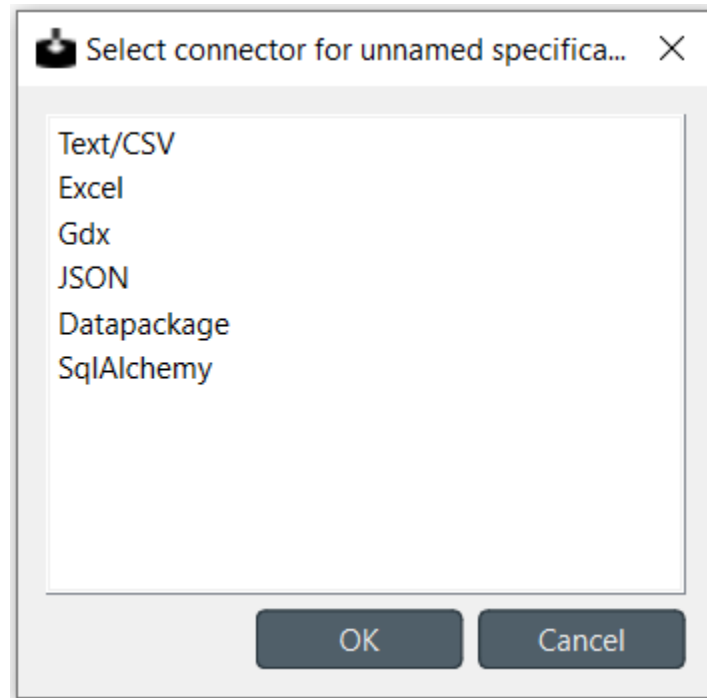 Select connector for unnamed specifica...
Text/CSV
Excel
Gdx
JSON
Datapackage
SqlAlchemy
OK Cancel